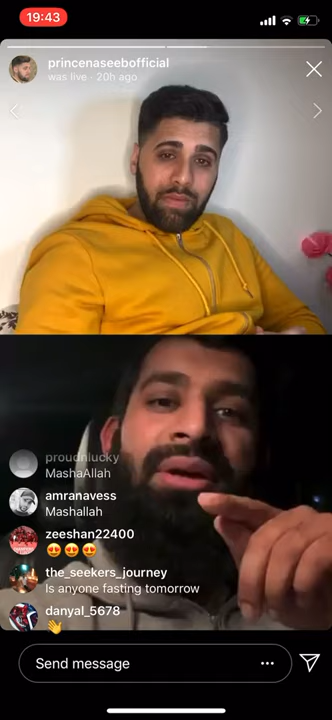 19:43
princenaseebofficial
was live · 20h ago
proudnlucky
MashaAllah
amranavess
Mashallah
zeeshan22400
😍😍😍
the_seekers_journey
Is anyone fasting tomorrow
danyal_5678
👋
Send message